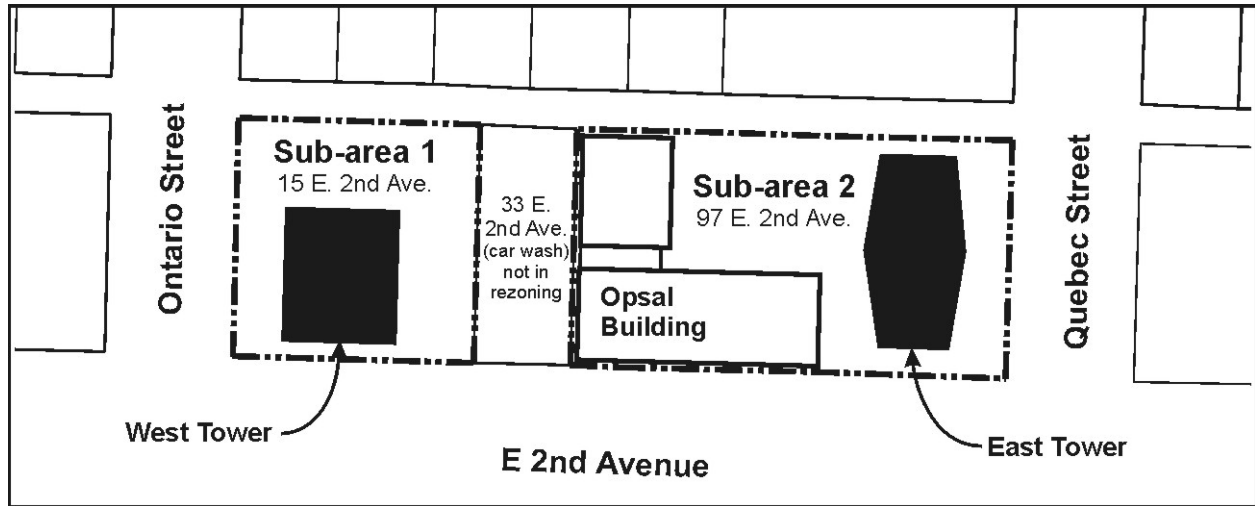 Sub-area 1
15 E. 2nd Ave.
33 E.
2nd Ave.
(car wash)
not in
rezoning
Sub-area 2
97 E. 2nd Ave.
Opsal
Building
Ontario Street
Quebec Street
West Tower
E 2nd Avenue
East Tower